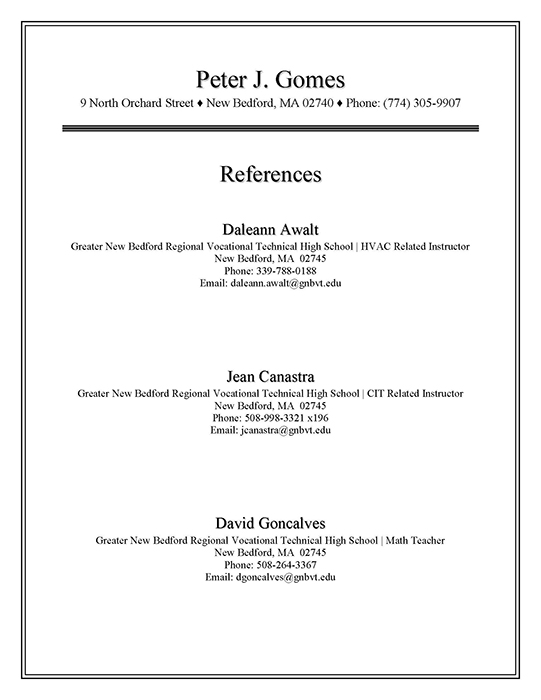 Peter J. Gomes
9 North Orchard Street ♦ New Bedford, MA 02740 ♦ Phone: (774) 305-9907
References
Daleann Awalt
Greater New Bedford Regional Vocational Technical High School | HVAC Related Instructor
New Bedford, MA 02745
Phone: 339-788-0188
Email: daleann.awalt@gnbvt.edu
Jean Canastra
Greater New Bedford Regional Vocational Technical High School | CIT Related Instructor
New Bedford, MA 02745
Phone: 508-998-3321 x196
Email: jcanastra@gnbvt.edu
David Goncalves
Greater New Bedford Regional Vocational Technical High School | Math Teacher
New Bedford, MA 02745
Phone: 508-264-3367
Email: dgoncalves@gnbvt.edu